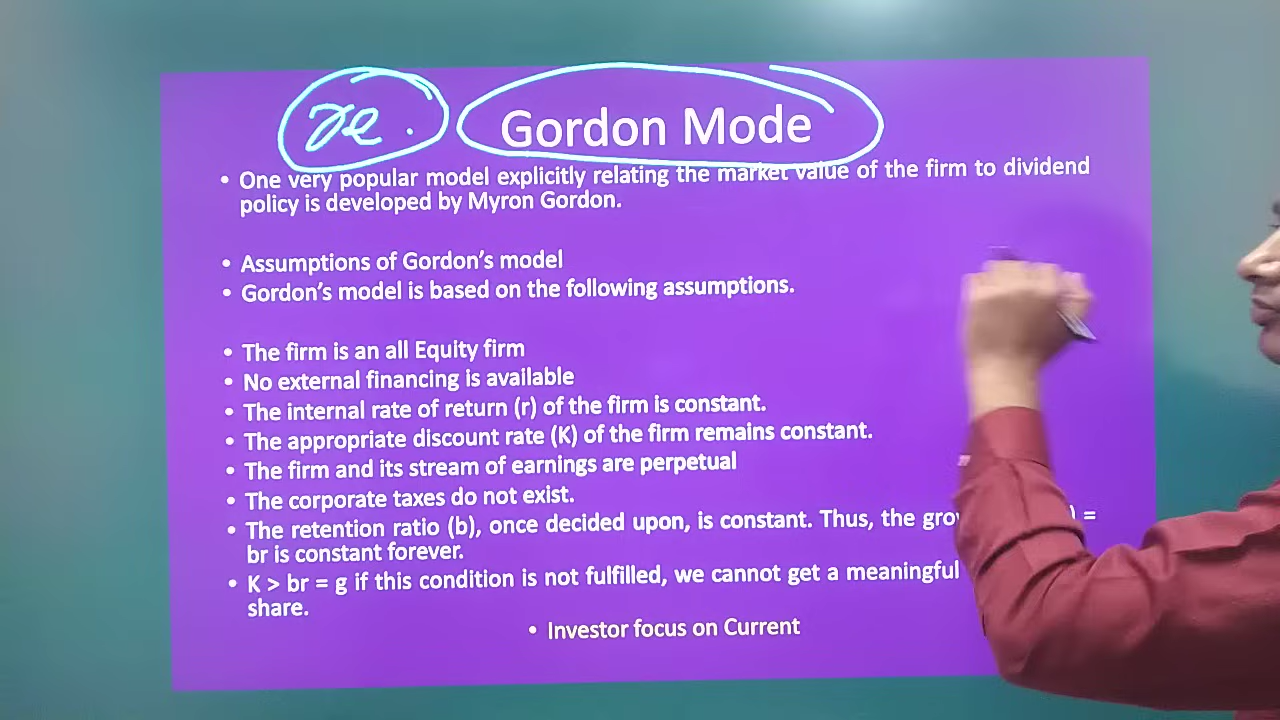 Gordon Mode
• One very popular model explicitly relating the market value of the firm to dividend
policy is developed by Myron Gordon.
• Assumptions of Gordon's model
• Gordon's model is based on the following assumptions.
• The firm is an all Equity firm
• No external financing is available
• The internal rate of return (r) of the firm is constant.
• The appropriate discount rate (K) of the firm remains constant.
• The firm and its stream of earnings are perpetual
• The corporate taxes do not exist.
• The retention ratio (b), once decided upon, is constant. Thus, the ) =
br is constant forever.
• K > br = g if this condition is not fulfilled, we cannot get a meaningful
share.
• Investor focus on Current